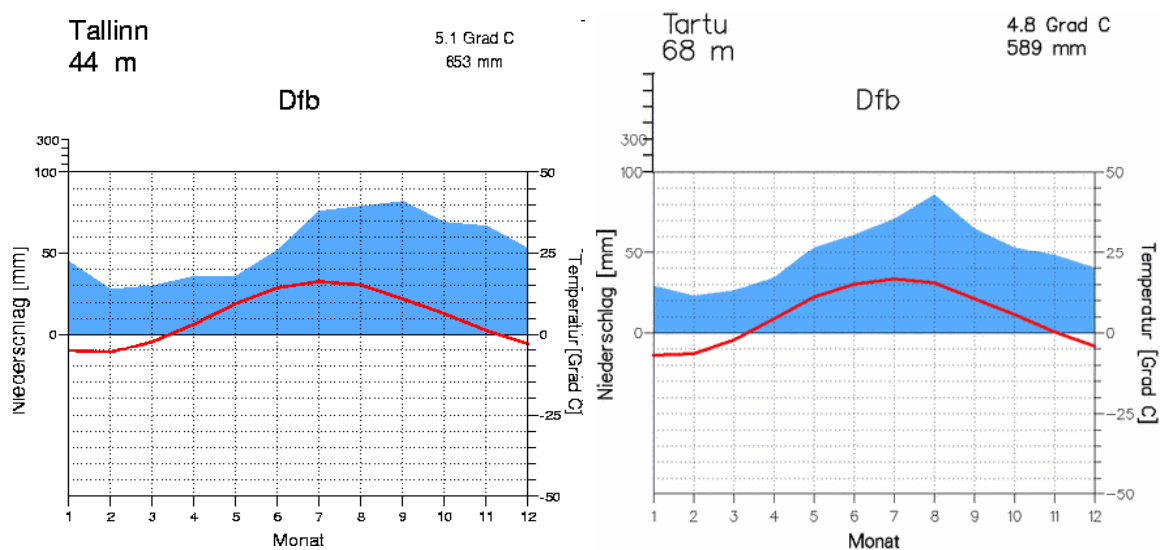 Tallinn
44 m
5.1 Grad C
653 mm
Dfb
300
100
50
0
50
25
0
-25
-50
Niederschlag [mm]
Temperatur [Grad C]
1 2 3 4 5 6 7 8 9 10 11 12
Monat
Tartu
68 m
4.8 Grad C
589 mm
Dfb
300
100
50
0
50
25
0
-25
-50
Niederschlag [mm]
Temperatur [Grad C]
1 2 3 4 5 6 7 8 9 10 11 12
Monat